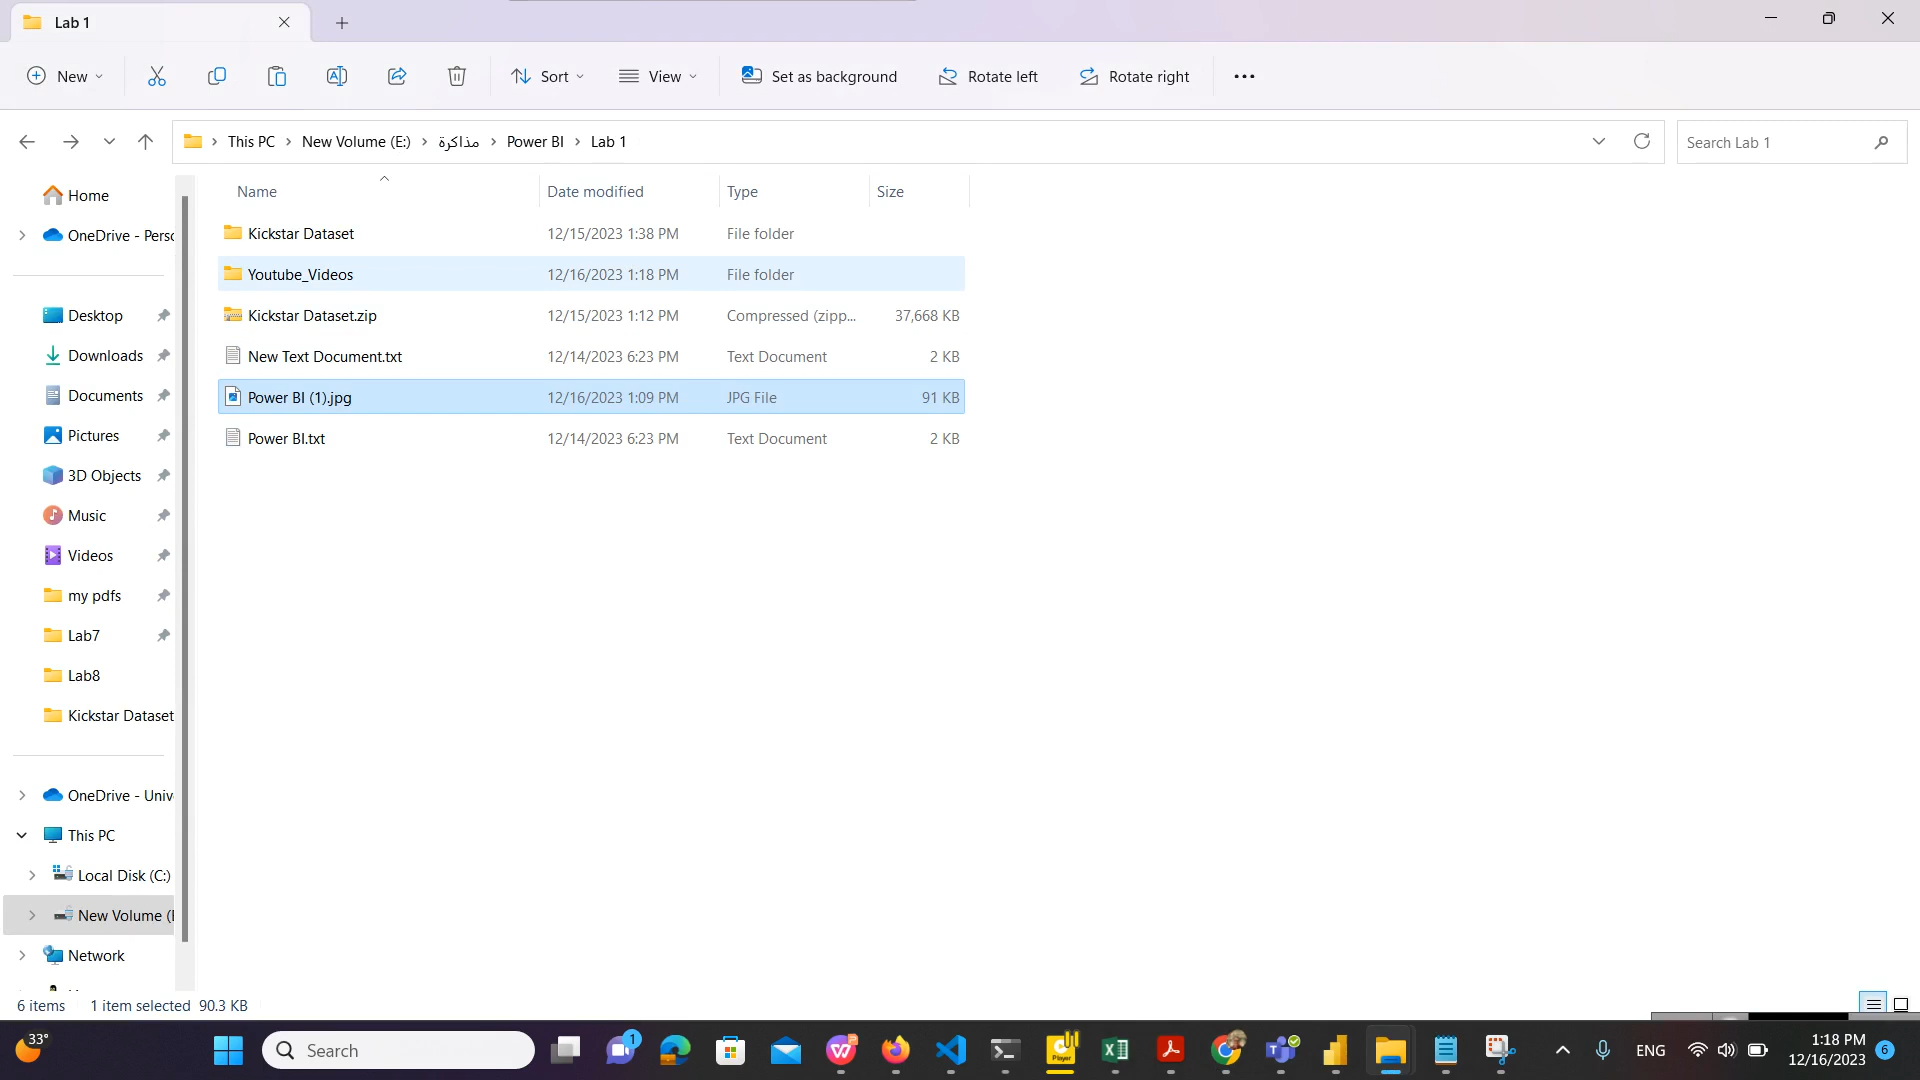 Lab 1
New
Sort
View
Set as background
Rotate left
Rotate right
This PC
New Volume (E:)
مذاكرة
Power BI
Lab 1
Search Lab 1
Name
Date modified
Type
Size
Kickstar Dataset 12/15/2023 1:38 PM File folder
Youtube_Videos 12/16/2023 1:18 PM File folder
Kickstar Dataset.zip 12/15/2023 1:12 PM Compressed (zipp... 37,668 KB
New Text Document.txt 12/14/2023 6:23 PM Text Document 2 KB
Power BI (1).jpg 12/16/2023 1:09 PM JPG File 91 KB
Power BI.txt 12/14/2023 6:23 PM Text Document 2 KB
Home
OneDrive - Perso
Desktop
Downloads
Documents
Pictures
3D Objects
Music
Videos
my pdfs
Lab7
Lab8
Kickstar Dataset
OneDrive - Univ
This PC
Local Disk (C:)
New Volume (E
Network
6 items 1 item selected 90.3 KB
33°
Search
1
Player
ENG
1:18 PM
12/16/2023
6